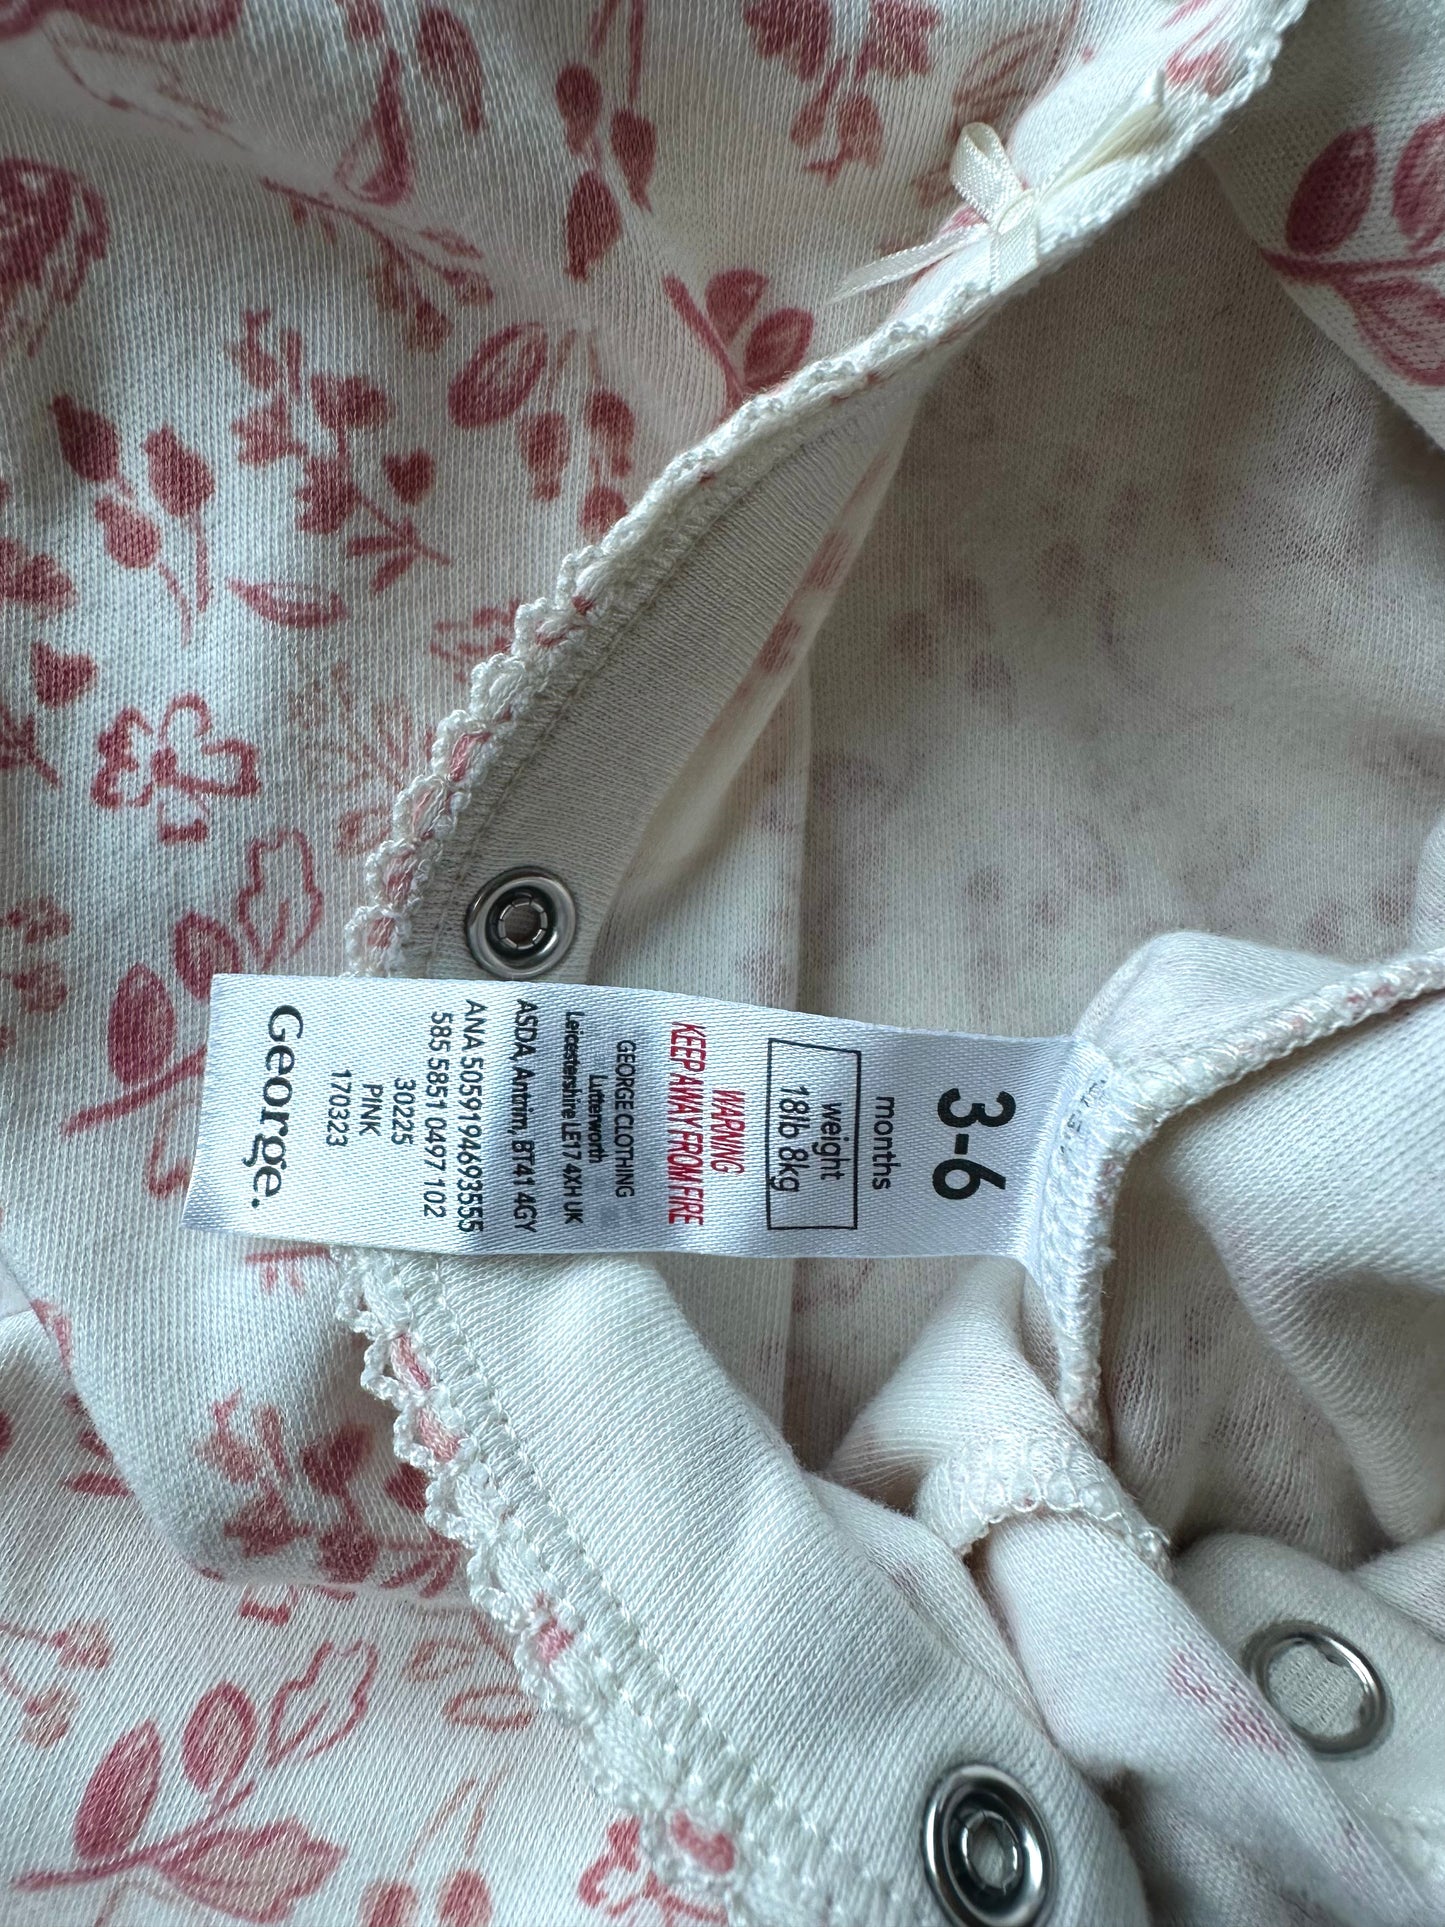 3-6
months
weight
18lb 8kg
WARNING
KEEP AWAY FROM FIRE
GEORGE CLOTHING
Lutterworth
Leicestershire LE17 4XH UK
ASDA, Antrim, BT41 4GY
ANA 5059194693555
585 5851 0497 102
30225
PINK
170323
George.